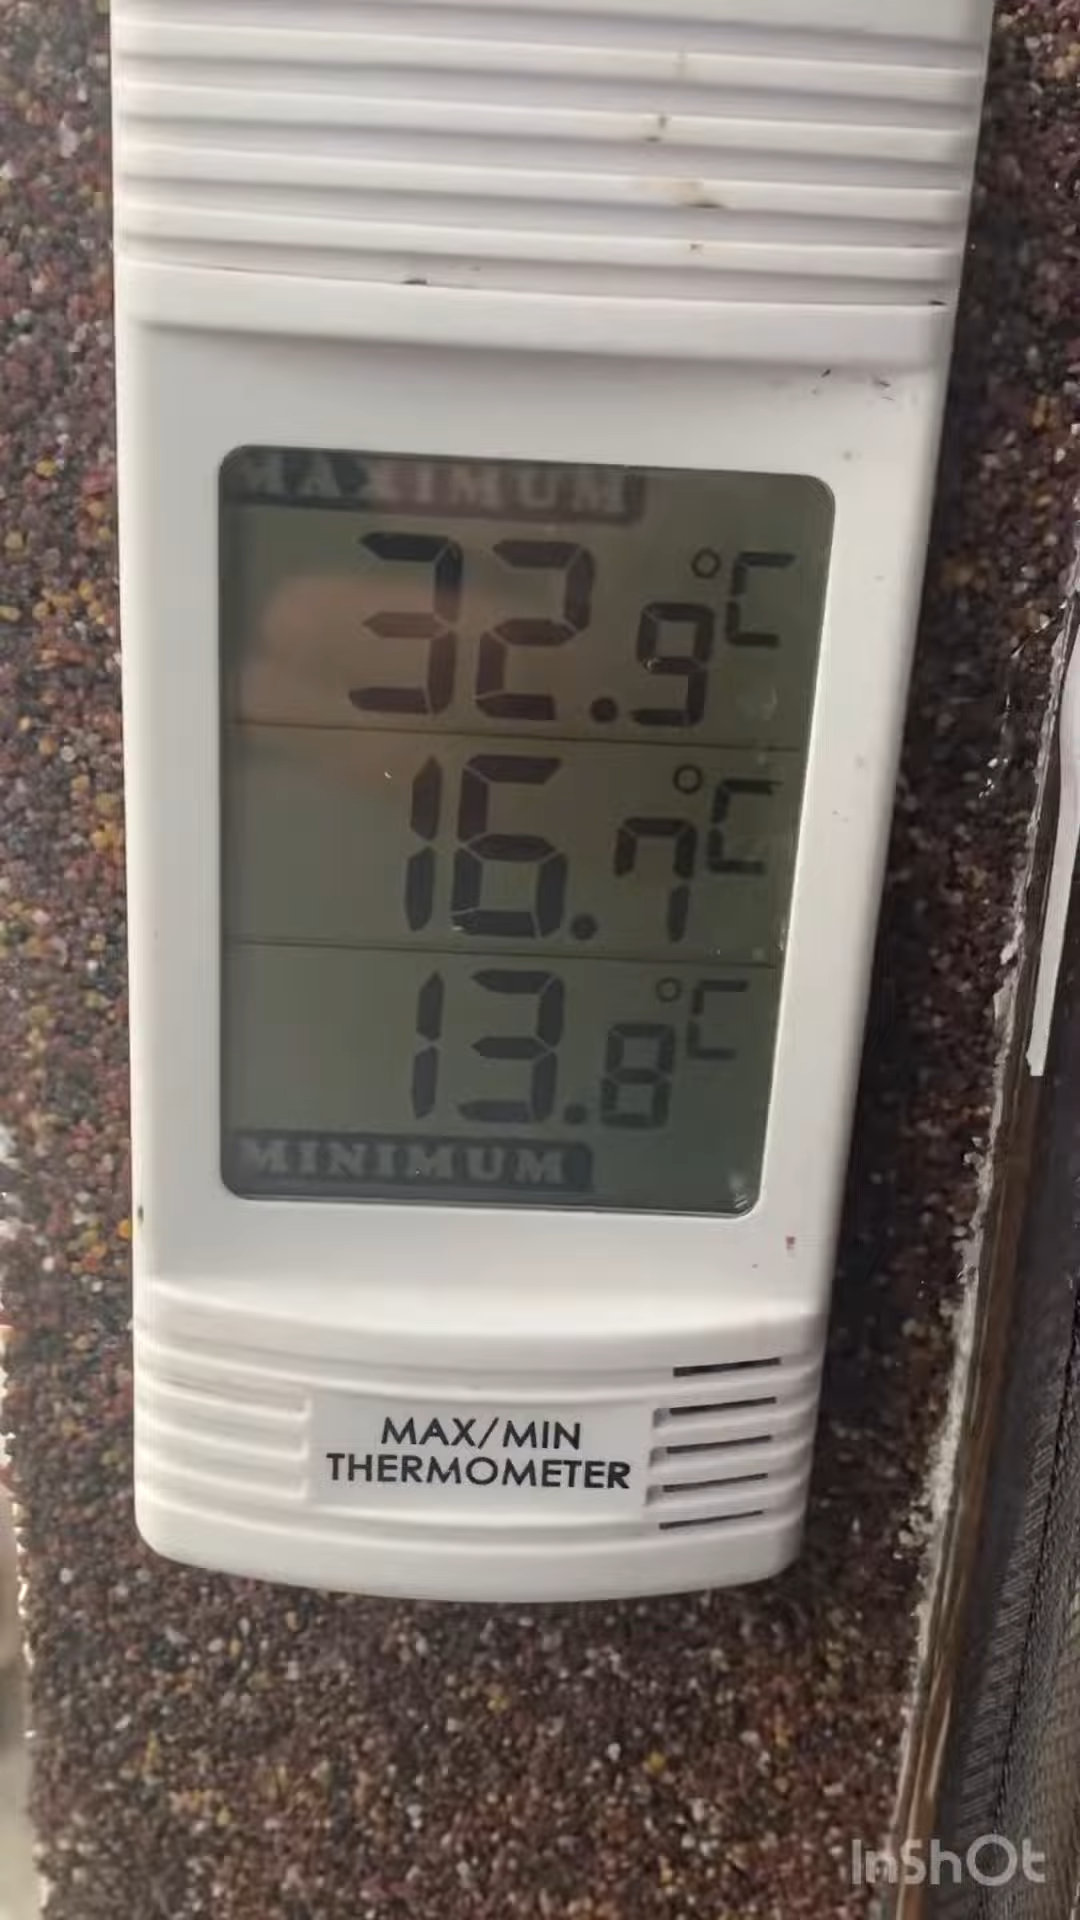 MAXIMUM
32.9°C
16.7°C
13.8°C
MINIMUM
MAX/MIN
THERMOMETER
InShOt